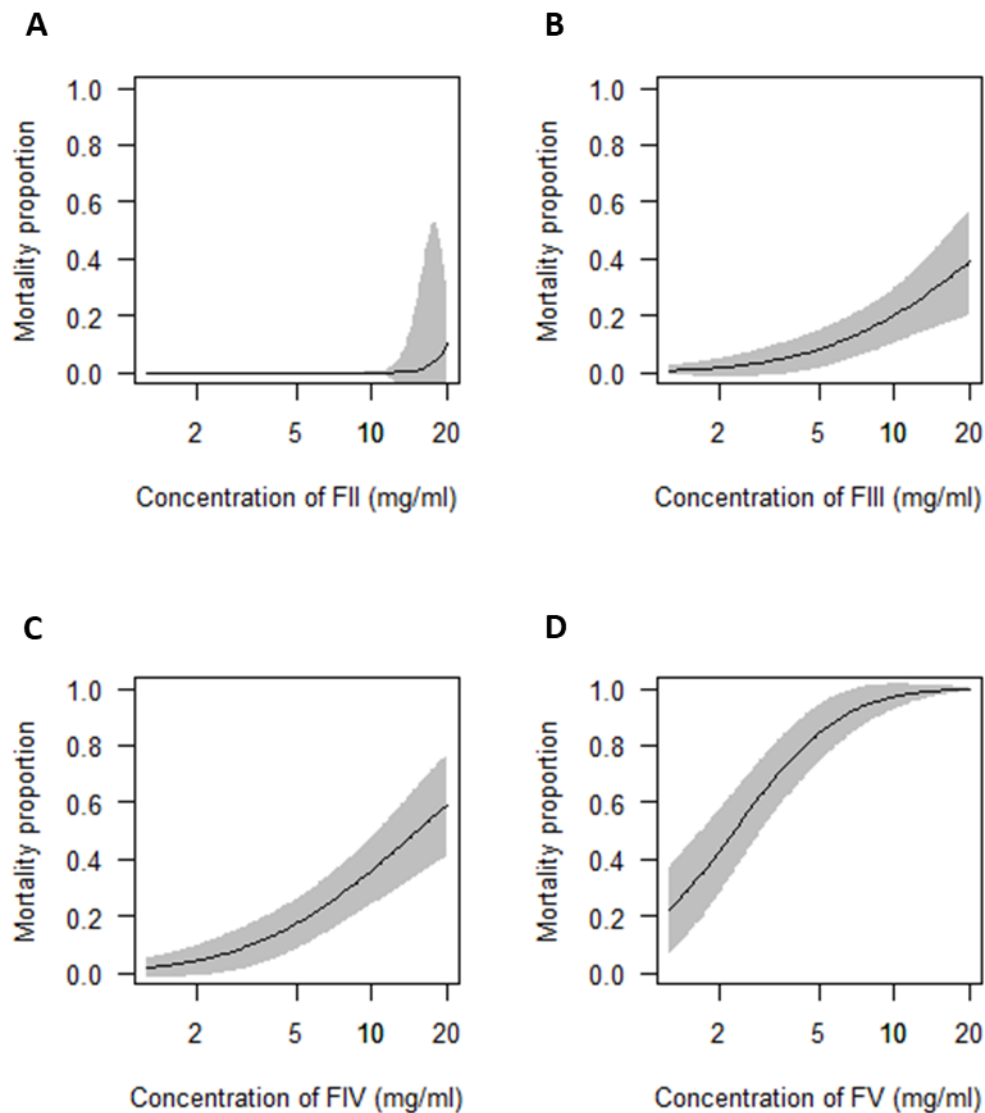 A
B
Mortality proportion
1.0
0.8
0.6
0.4
0.2
0.0
2 5 10 20
Concentration of FII (mg/ml)
Mortality proportion
1.0
0.8
0.6
0.4
0.2
0.0
2 5 10 20
Concentration of FIII (mg/ml)
C
D
Mortality proportion
1.0
0.8
0.6
0.4
0.2
0.0
2 5 10 20
Concentration of FIV (mg/ml)
Mortality proportion
1.0
0.8
0.6
0.4
0.2
0.0
2 5 10 20
Concentration of FV (mg/ml)